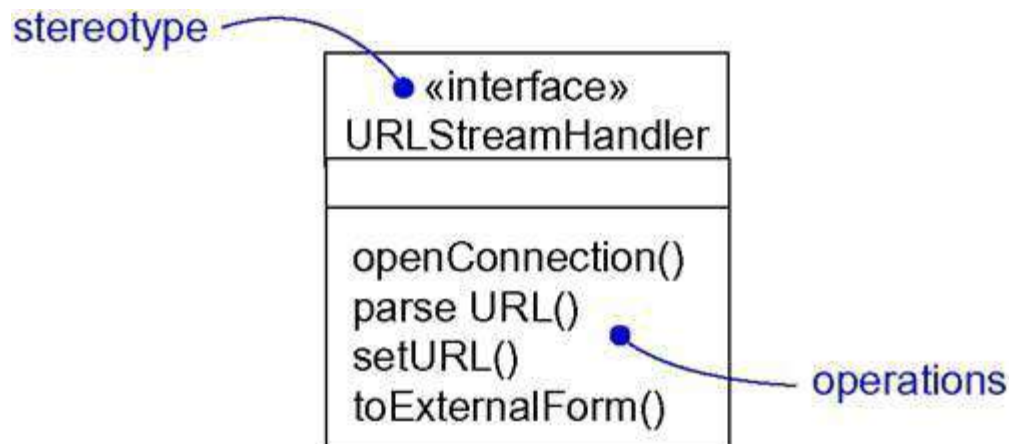 stereotype
«interface»
URLStreamHandler
openConnection()
parse URL()
setURL()
toExternalForm()
operations